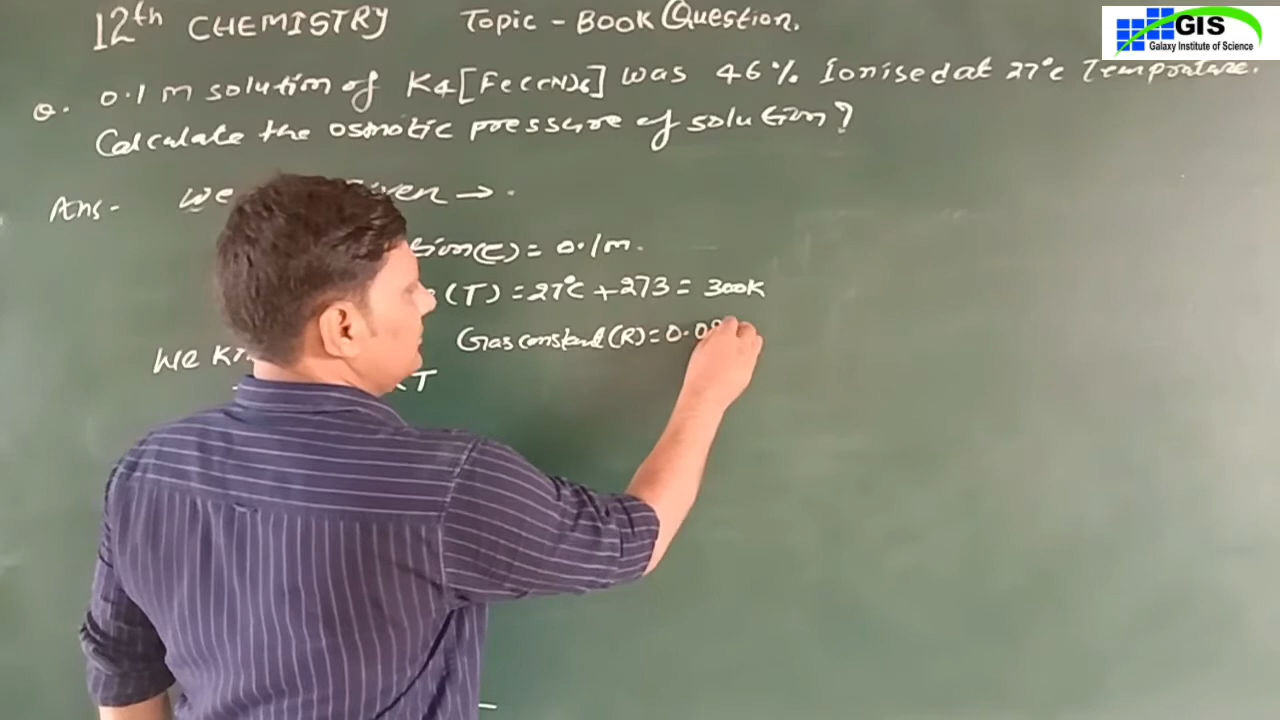 12th CHEMISTRY Topic - Book Question.
GIS
Galaxy Institute of Science
Q. 0.1 m solution of K4[Fe(CN)6] was 46% Ionised at 27°c Temprature.
Calculate the osmotic pressure of solution?
Ans - We Given → .
(C) = 0.1m.
(T) = 27°C + 273 = 300K
Gas constant (R) = 0.0
We
T